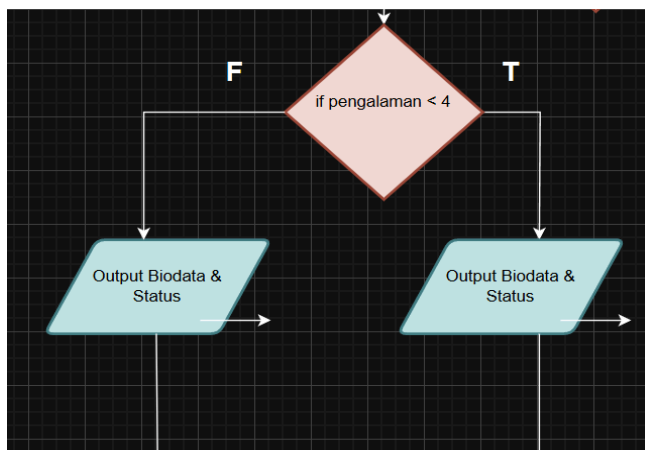 F
T
if pengalaman < 4
Output Biodata &
Status
Output Biodata &
Status